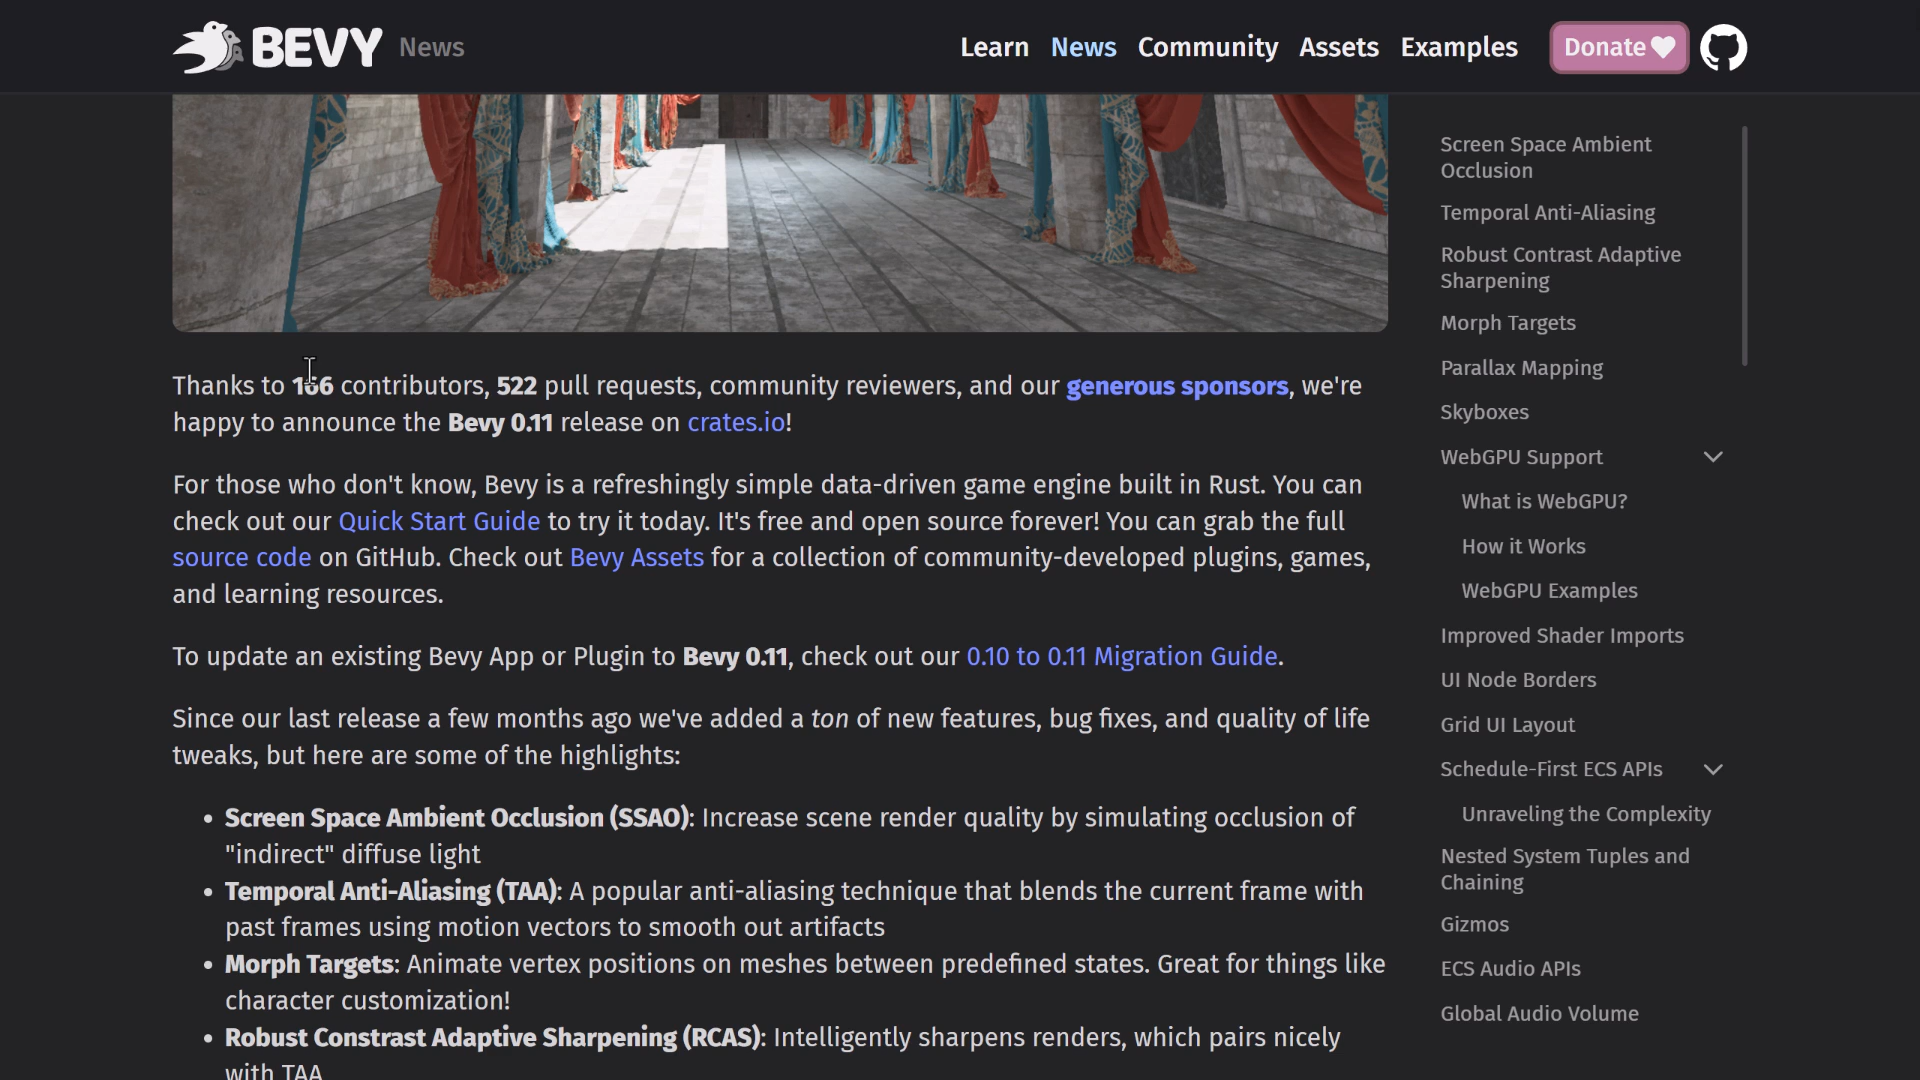 BEVY News
Learn News Community Assets Examples Donate
Thanks to 166 contributors, 522 pull requests, community reviewers, and our generous sponsors, we're
happy to announce the Bevy 0.11 release on crates.io!
For those who don't know, Bevy is a refreshingly simple data-driven game engine built in Rust. You can
check out our Quick Start Guide to try it today. It's free and open source forever! You can grab the full
source code on GitHub. Check out Bevy Assets for a collection of community-developed plugins, games,
and learning resources.
To update an existing Bevy App or Plugin to Bevy 0.11, check out our 0.10 to 0.11 Migration Guide.
Since our last release a few months ago we've added a ton of new features, bug fixes, and quality of life
tweaks, but here are some of the highlights:
• Screen Space Ambient Occlusion (SSAO): Increase scene render quality by simulating occlusion of
"indirect" diffuse light
• Temporal Anti-Aliasing (TAA): A popular anti-aliasing technique that blends the current frame with
past frames using motion vectors to smooth out artifacts
• Morph Targets: Animate vertex positions on meshes between predefined states. Great for things like
character customization!
• Robust Constrast Adaptive Sharpening (RCAS): Intelligently sharpens renders, which pairs nicely
with TAA
Screen Space Ambient
Occlusion
Temporal Anti-Aliasing
Robust Contrast Adaptive
Sharpening
Morph Targets
Parallax Mapping
Skyboxes
WebGPU Support
What is WebGPU?
How it Works
WebGPU Examples
Improved Shader Imports
UI Node Borders
Grid UI Layout
Schedule-First ECS APIs
Unraveling the Complexity
Nested System Tuples and
Chaining
Gizmos
ECS Audio APIs
Global Audio Volume